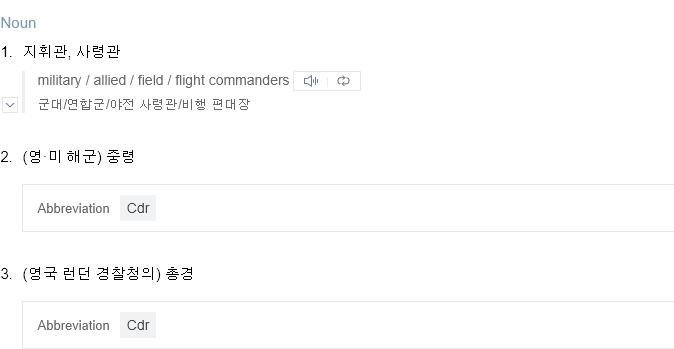 Noun
1. 지휘관, 사령관
military / allied / field / flight commanders
군대/연합군/야전 사령관/비행 편대장
2. (영·미 해군) 중령
Abbreviation Cdr
3. (영국 런던 경찰청의) 총경
Abbreviation Cdr